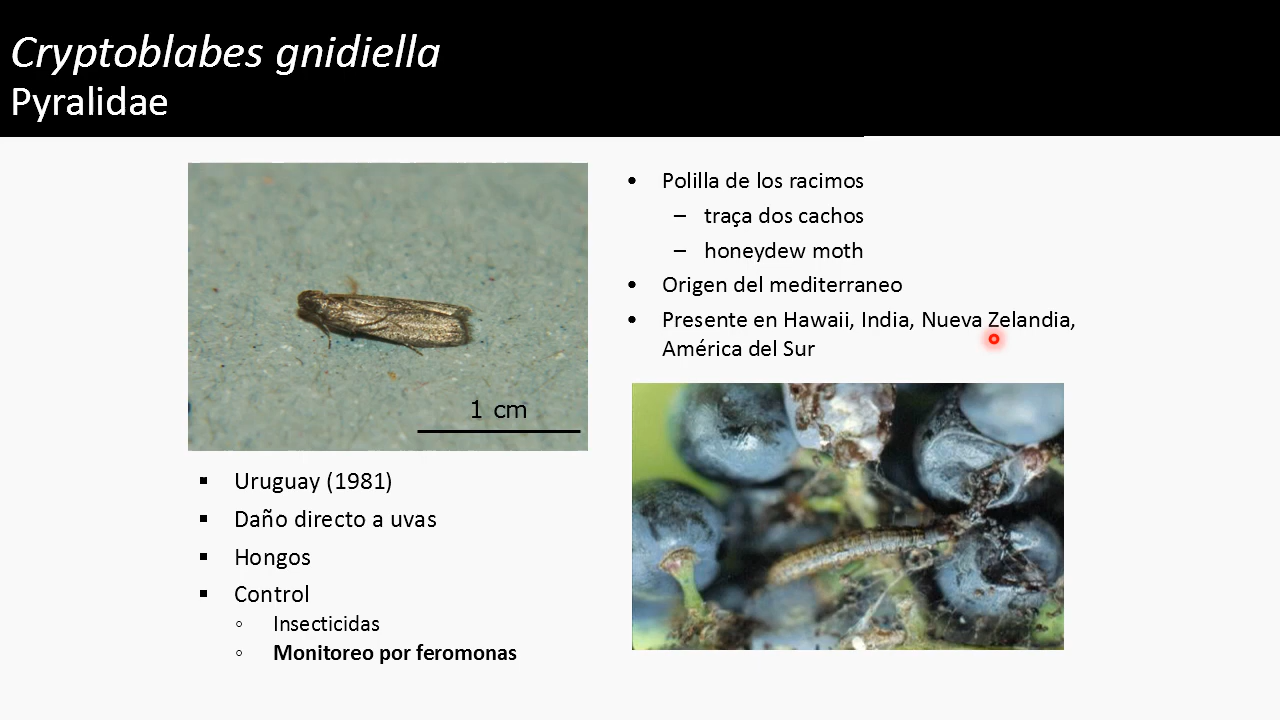 Cryptoblabes gnidiella
Pyralidae
1 cm
• Polilla de los racimos
– traça dos cachos
– honeydew moth
• Origen del mediterraneo
• Presente en Hawaii, India, Nueva Zelandia,
América del Sur
▪ Uruguay (1981)
▪ Daño directo a uvas
▪ Hongos
▪ Control
◦ Insecticidas
◦ Monitoreo por feromonas